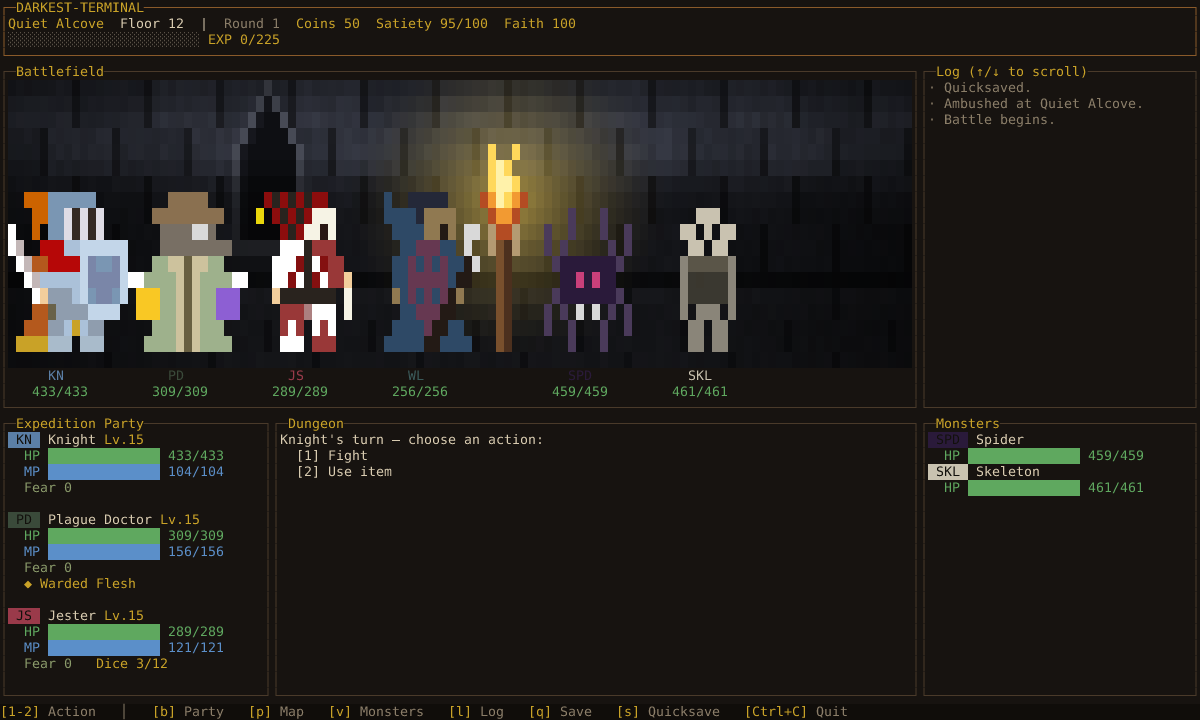 DARKEST-TERMINAL
Quiet Alcove  Floor 12  |  Round 1  Coins 50  Satiety 95/100  Faith 100
EXP 0/225
Battlefield
KN PD JS WL SPD SKL
433/433 309/309 289/289 256/256 459/459 461/461
Log (↑/↓ to scroll)
· Quicksaved.
· Ambushed at Quiet Alcove.
· Battle begins.
Expedition Party
KN Knight Lv.15
HP 433/433
MP 104/104
Fear 0
PD Plague Doctor Lv.15
HP 309/309
MP 156/156
Fear 0
◆ Warded Flesh
JS Jester Lv.15
HP 289/289
MP 121/121
Fear 0 Dice 3/12
Dungeon
Knight's turn — choose an action:
[1] Fight
[2] Use item
Monsters
SPD Spider
HP 459/459
SKL Skeleton
HP 461/461
[1-2] Action │ [b] Party [p] Map [v] Monsters [l] Log [q] Save [s] Quicksave [Ctrl+C] Quit